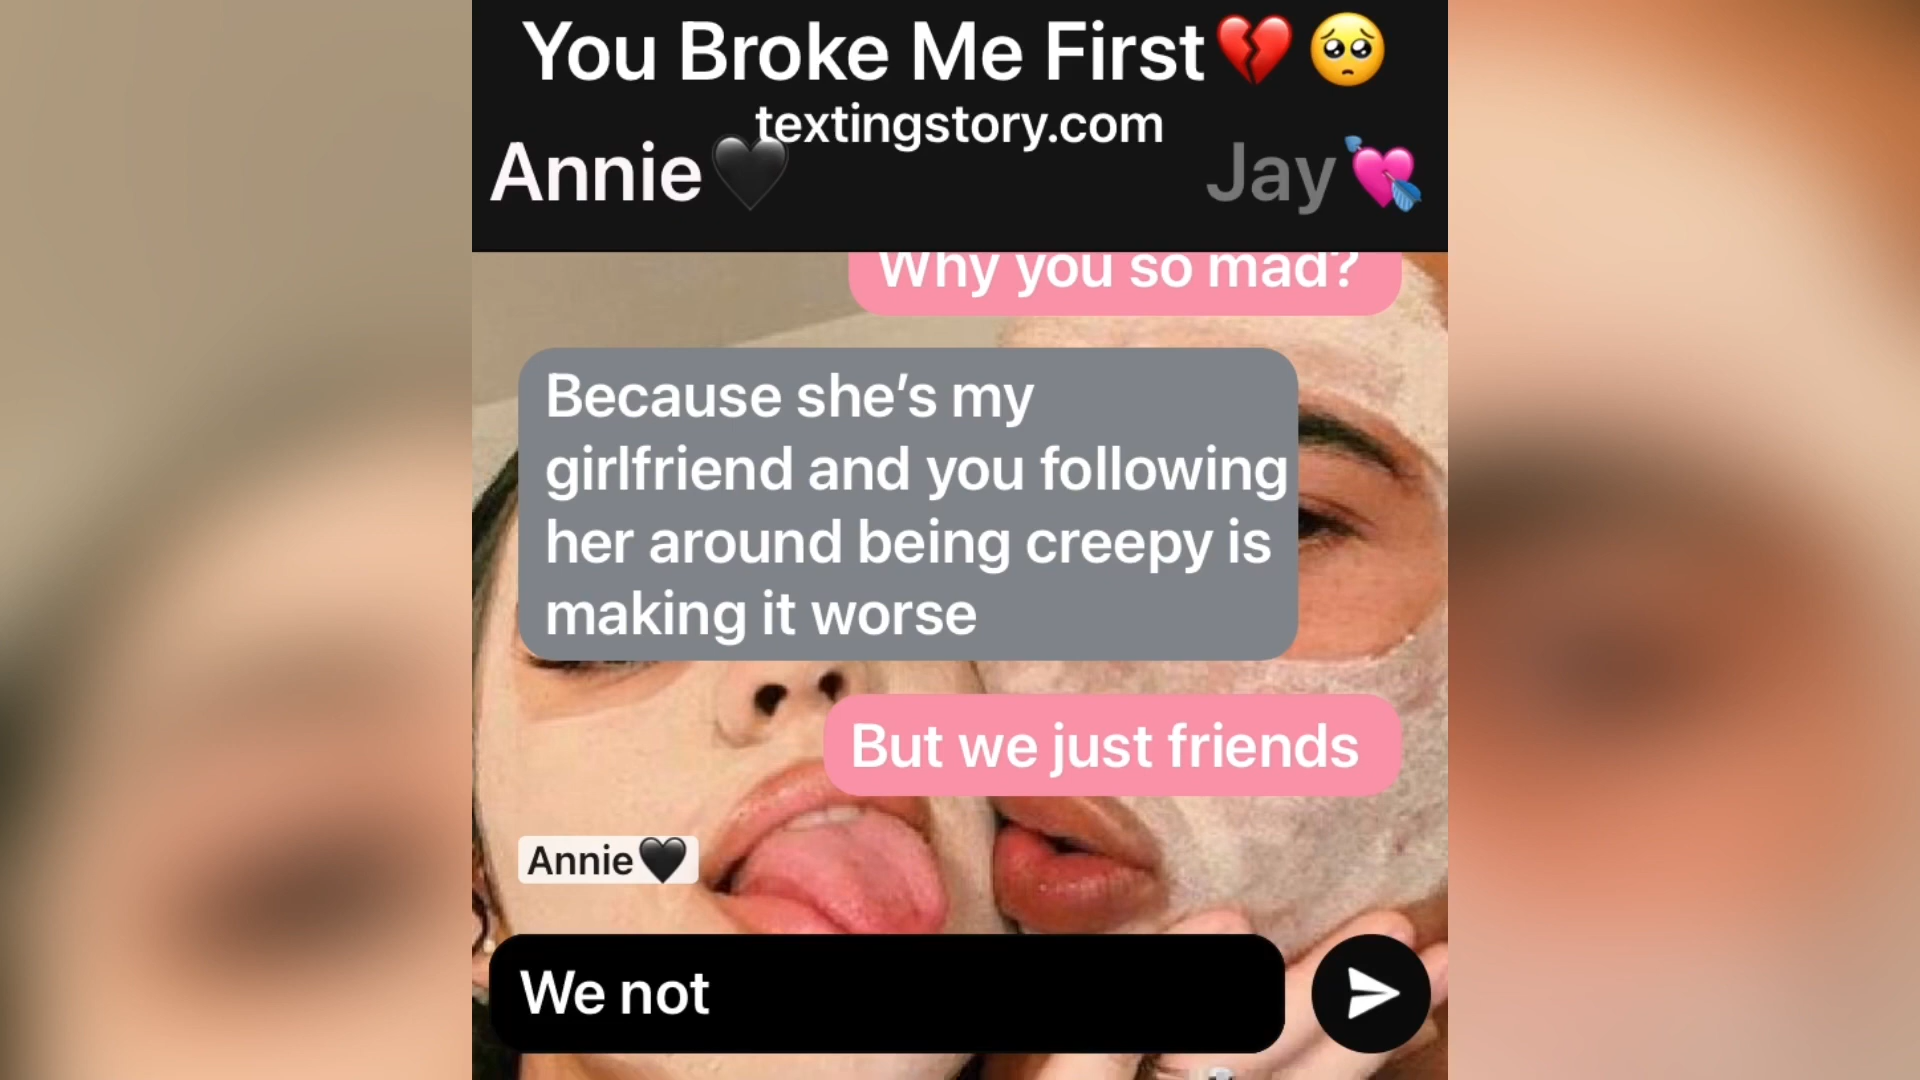 You Broke Me First💔🥺
textingstory.com
Annie🖤
Jay💘
Why you so mad?
Because she’s my
girlfriend and you following
her around being creepy is
making it worse
But we just friends
Annie🖤
We not